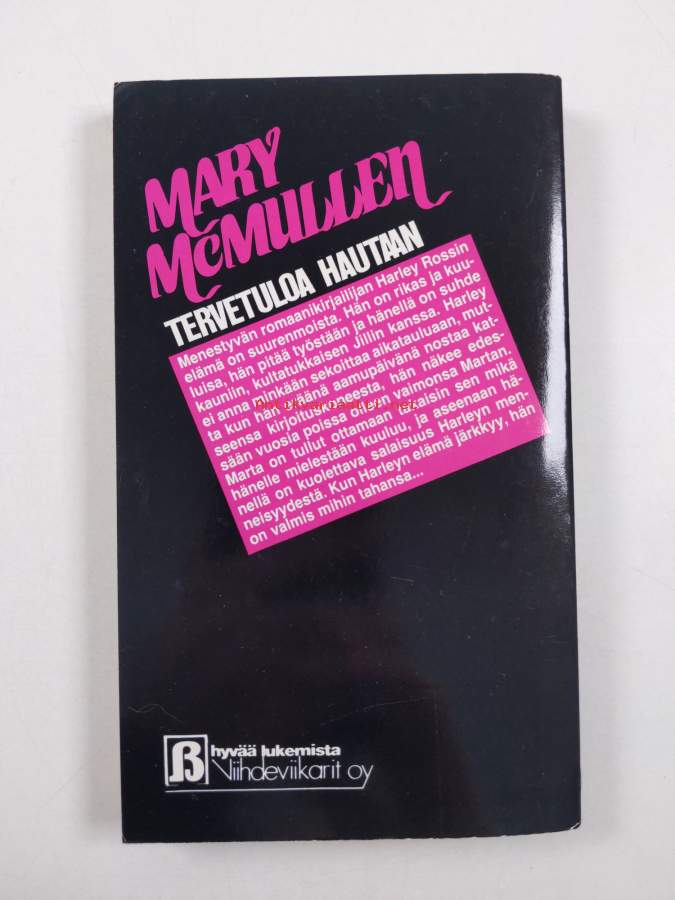 MARY
McMULLEN
TERVETULOA HAUTAAN
Menestyvän romaanikirjailijan Harley Rossin
elämä on suurenmoista. Hän on rikas ja kuu-
luisa, hän pitää työstään ja hänellä on suhde
kauniin, kultatukkaisen Jillin kanssa. Harley
ei anna minkään sekoittaa aikatauluaan, mut-
ta kun hän tänä aamupäivänä nostaa kat-
seensa kirjoituskoneesta, hän näkee edes-
sään vuosia poissa olleen vaimonsa Martan.
Marta on tullut ottamaan takaisin sen mikä
hänelle mielestään kuuluu, ja aseenaan hä-
nellä on kuolettava salaisuus Harleyn men-
neisyydestä. Kun Harleyn elämä järkkyy, hän
on valmis mihin tahansa...
Antikvariaatti.net
hyvää lukemista
Viihdeviikarit oy